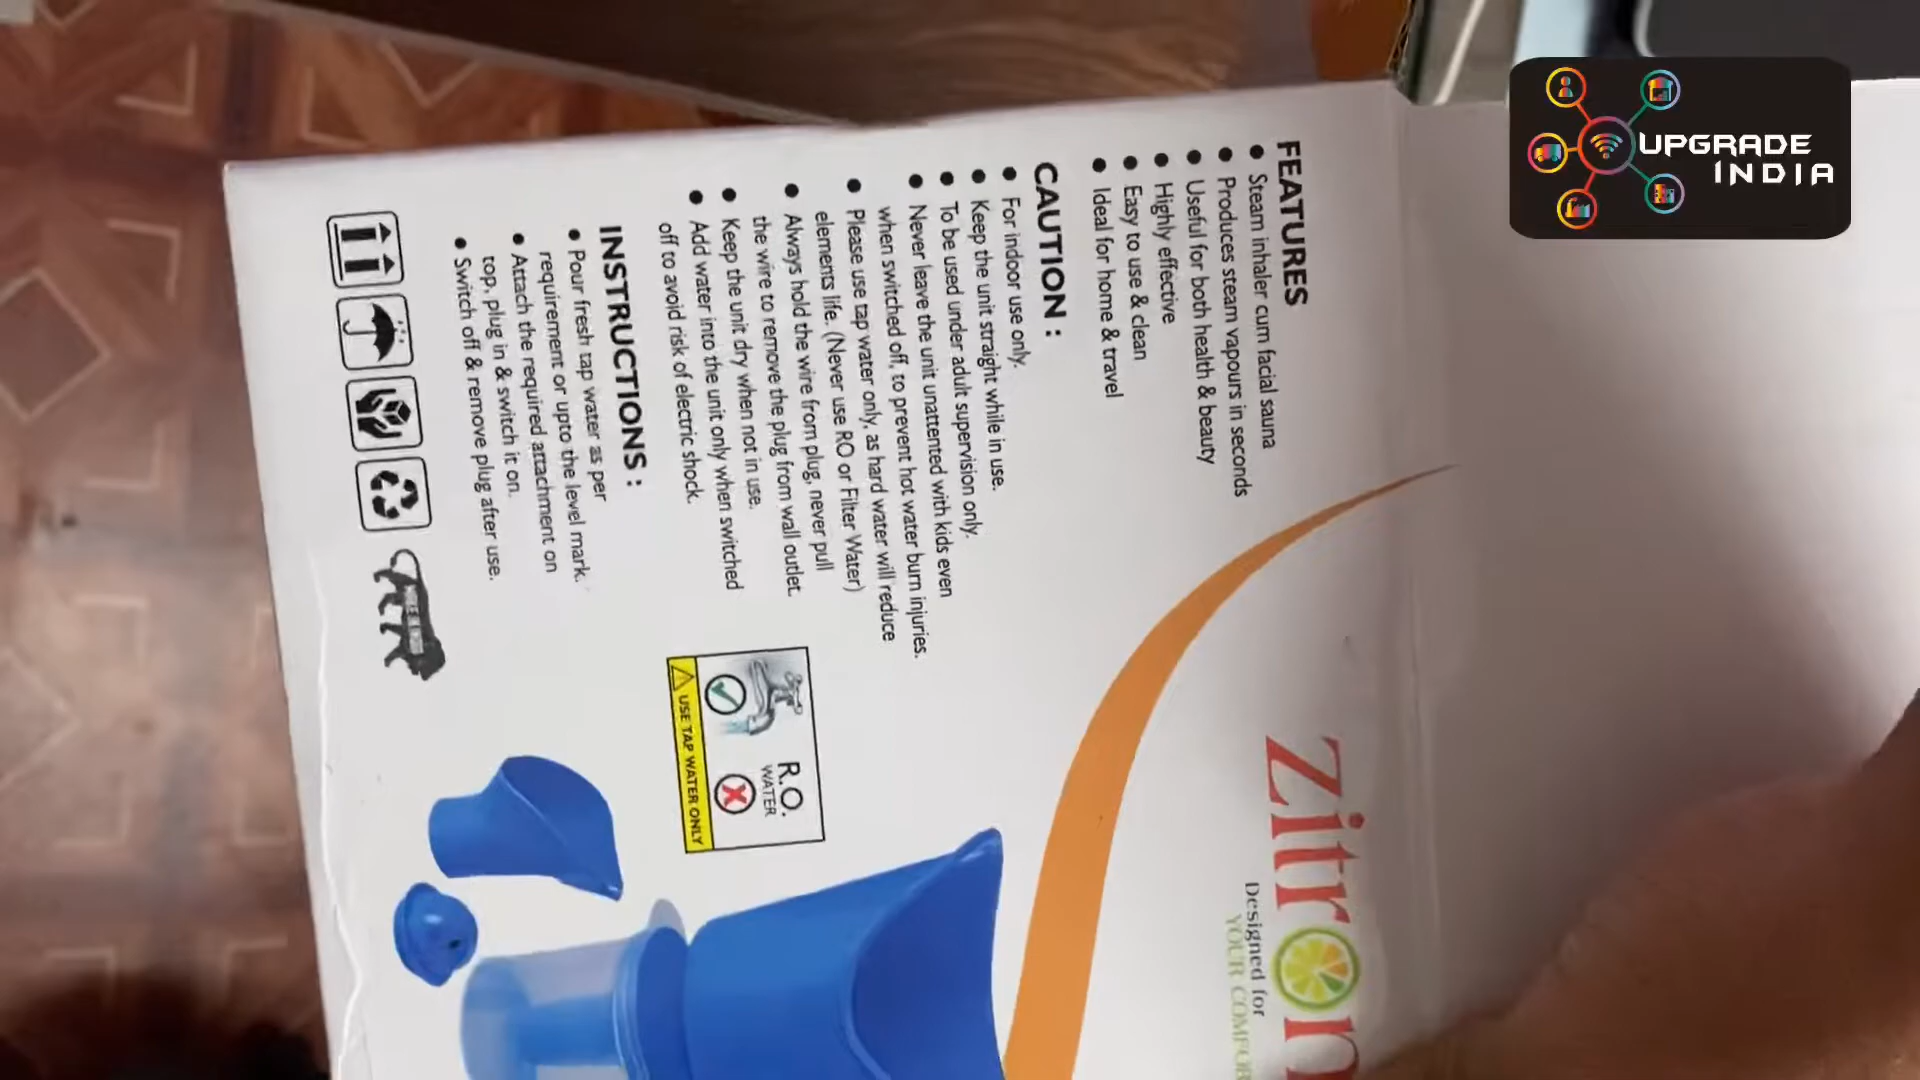 UPGRADE
INDIA
FEATURES
● Steam inhaler cum facial sauna
● Produces steam vapours in seconds
● Useful for both health & beauty
● Highly effective
● Easy to use & clean
● Ideal for home & travel
CAUTION :
● For indoor use only.
● Keep the unit straight while in use.
● To be used under adult supervision only.
● Never leave the unit unattented with kids even
when switched off, to prevent hot water burn injuries.
● Please use tap water only, as hard water will reduce
elements life. (Never use RO or Filter Water)
● Always hold the wire from plug, never pull
the wire to remove the plug from wall outlet.
● Keep the unit dry when not in use.
● Add water into the unit only when switched
off to avoid risk of electric shock.
INSTRUCTIONS :
● Pour fresh tap water as per
requirement or upto the level mark.
● Attach the required attachment on
top, plug in & switch it on.
● Switch off & remove plug after use.
R.O.
WATER
USE TAP WATER ONLY
Zitron
Designed for
YOUR